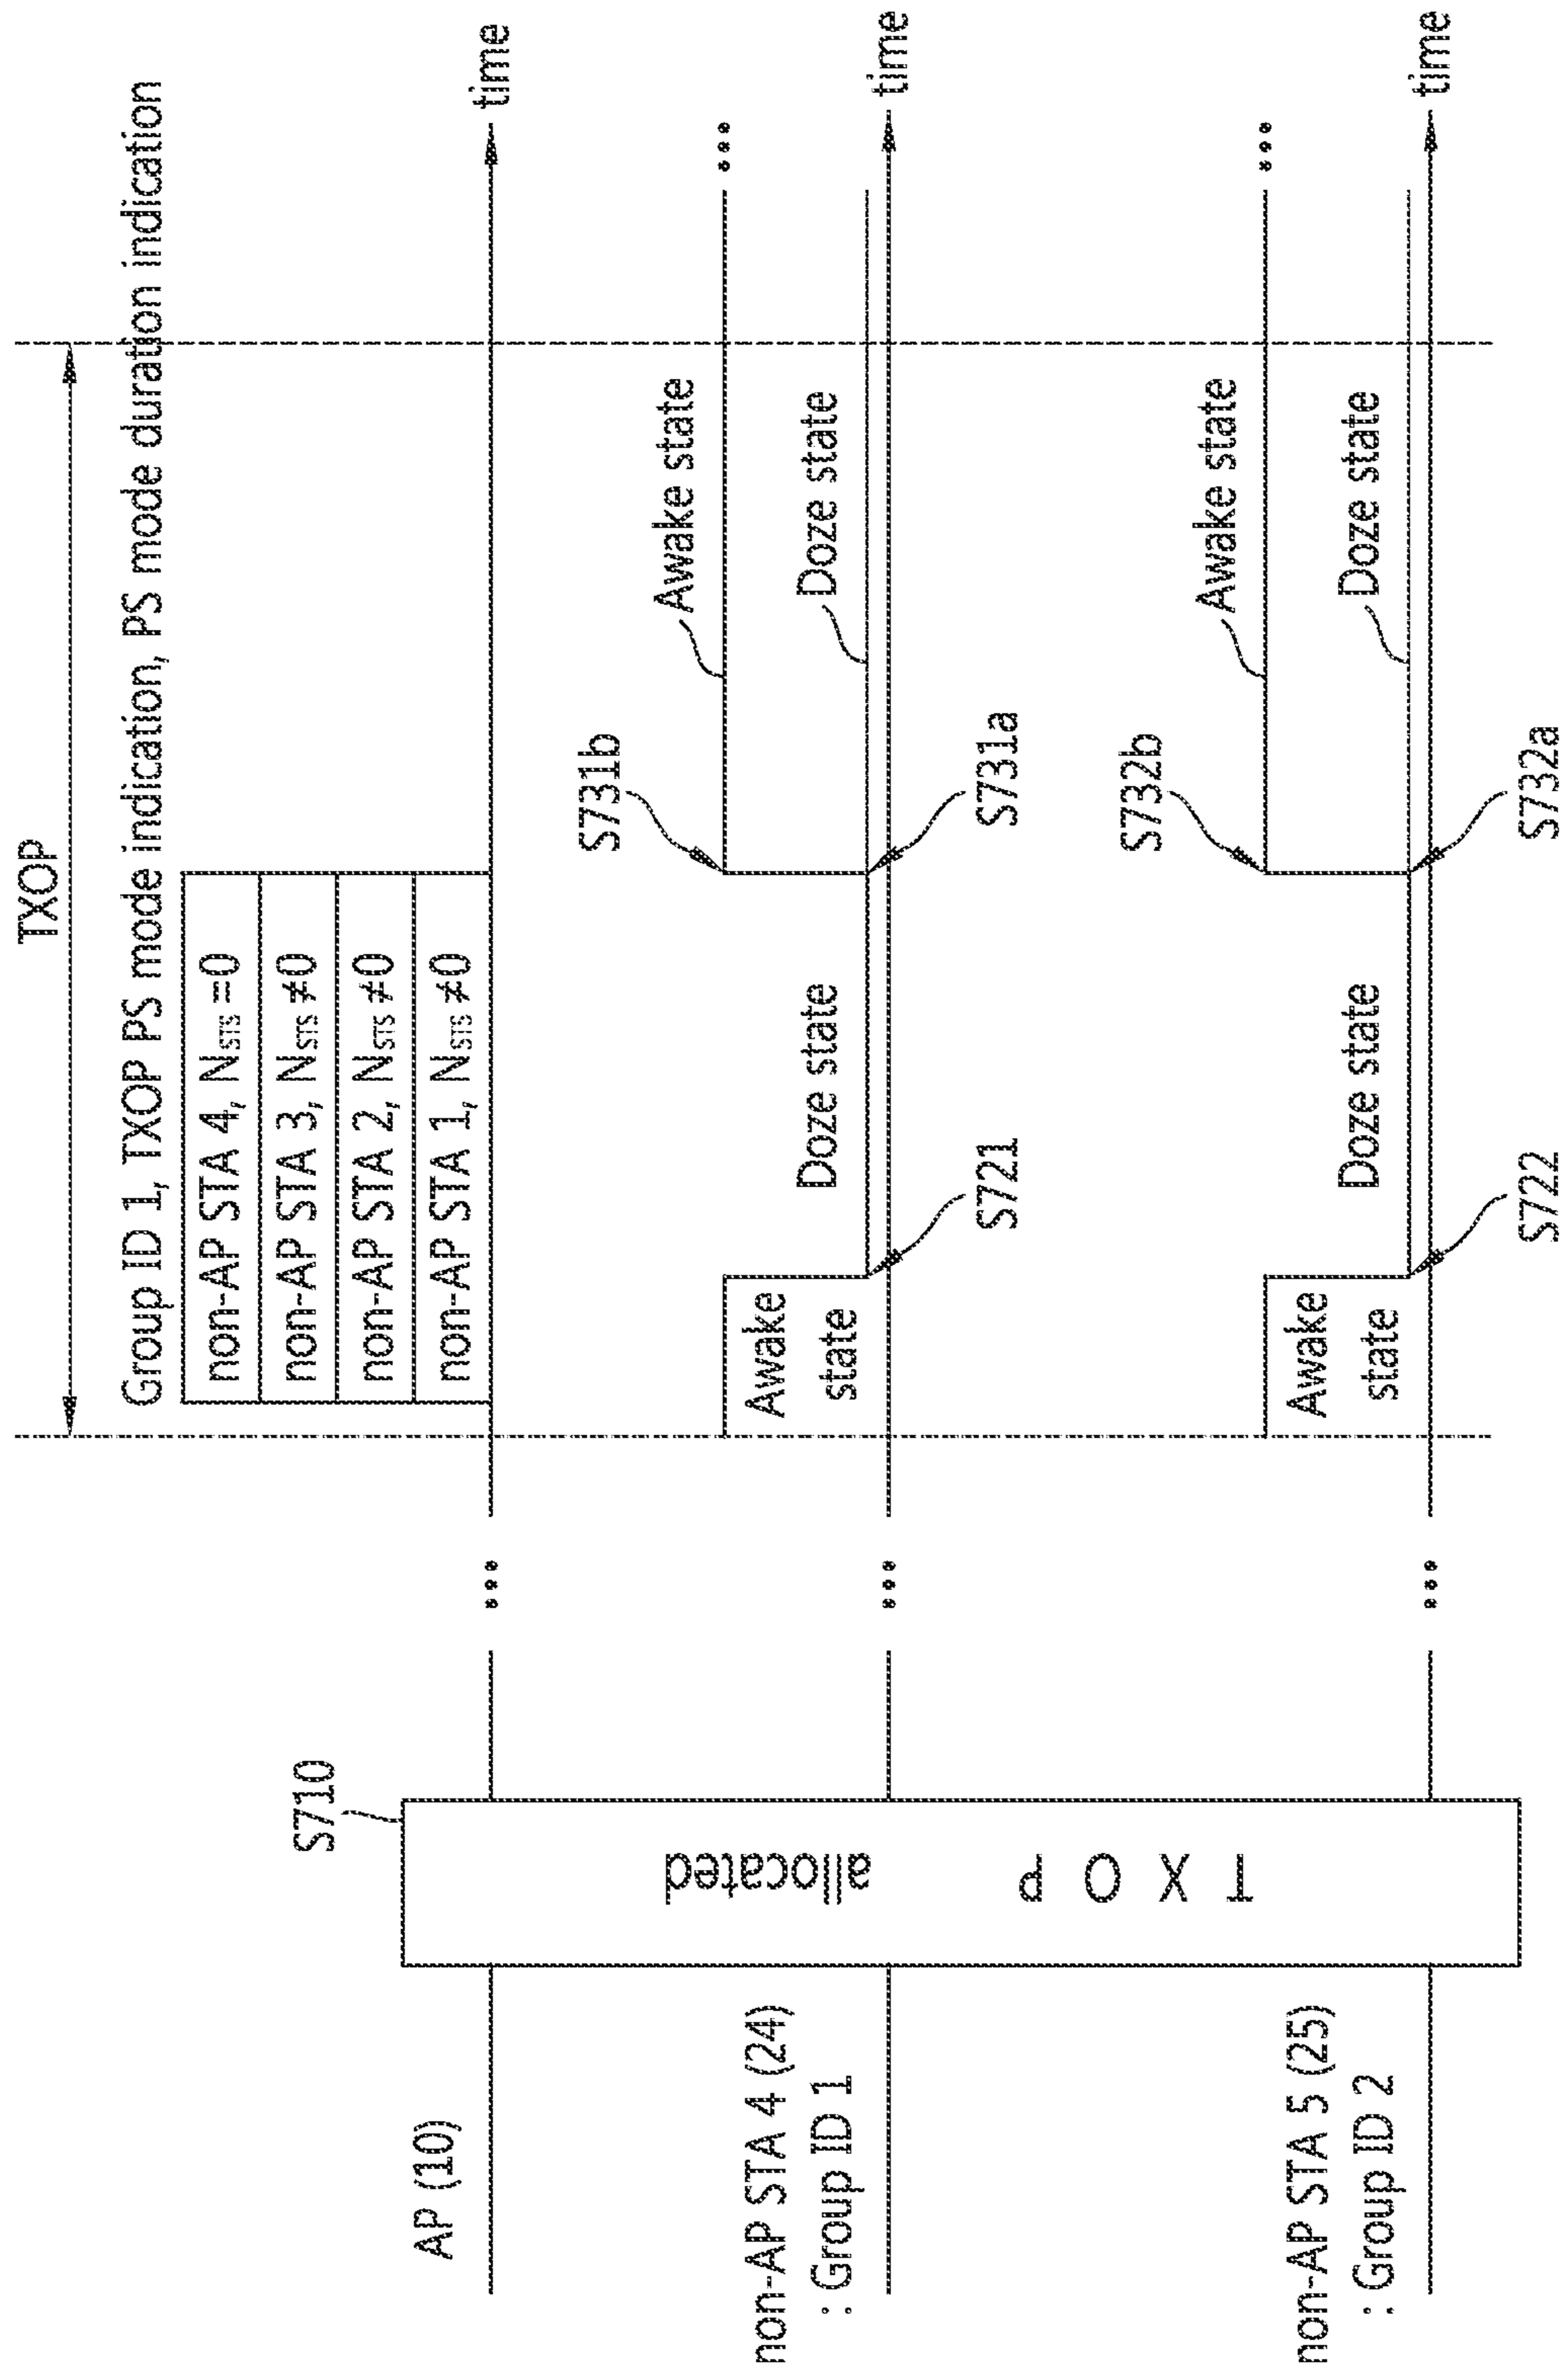 TXOP
Group ID 1, TXOP PS mode indication, PS mode duration indication
S710
non-AP STA 4, NSTS =0
non-AP STA 3, NSTS ≠0
non-AP STA 2, NSTS ≠0
non-AP STA 1, NSTS ≠0
AP (10)
...
time
TXOP
allocated
S731b
Awake state
...
non-AP STA 4 (24)
: Group ID 1
Awake
state
Doze state
Doze state
...
time
S721
S731a
S732b
Awake state
...
non-AP STA 5 (25)
: Group ID 2
Awake
state
Doze state
Doze state
...
time
S722
S732a